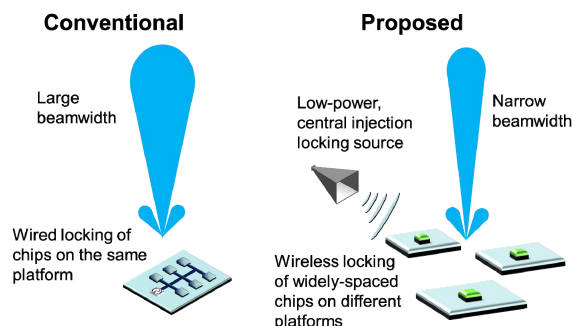 Conventional
Large
beamwidth
Wired locking of
chips on the same
platform
Proposed
Low-power,
central injection
locking source
Narrow
beamwidth
Wireless locking
of widely-spaced
chips on different
platforms